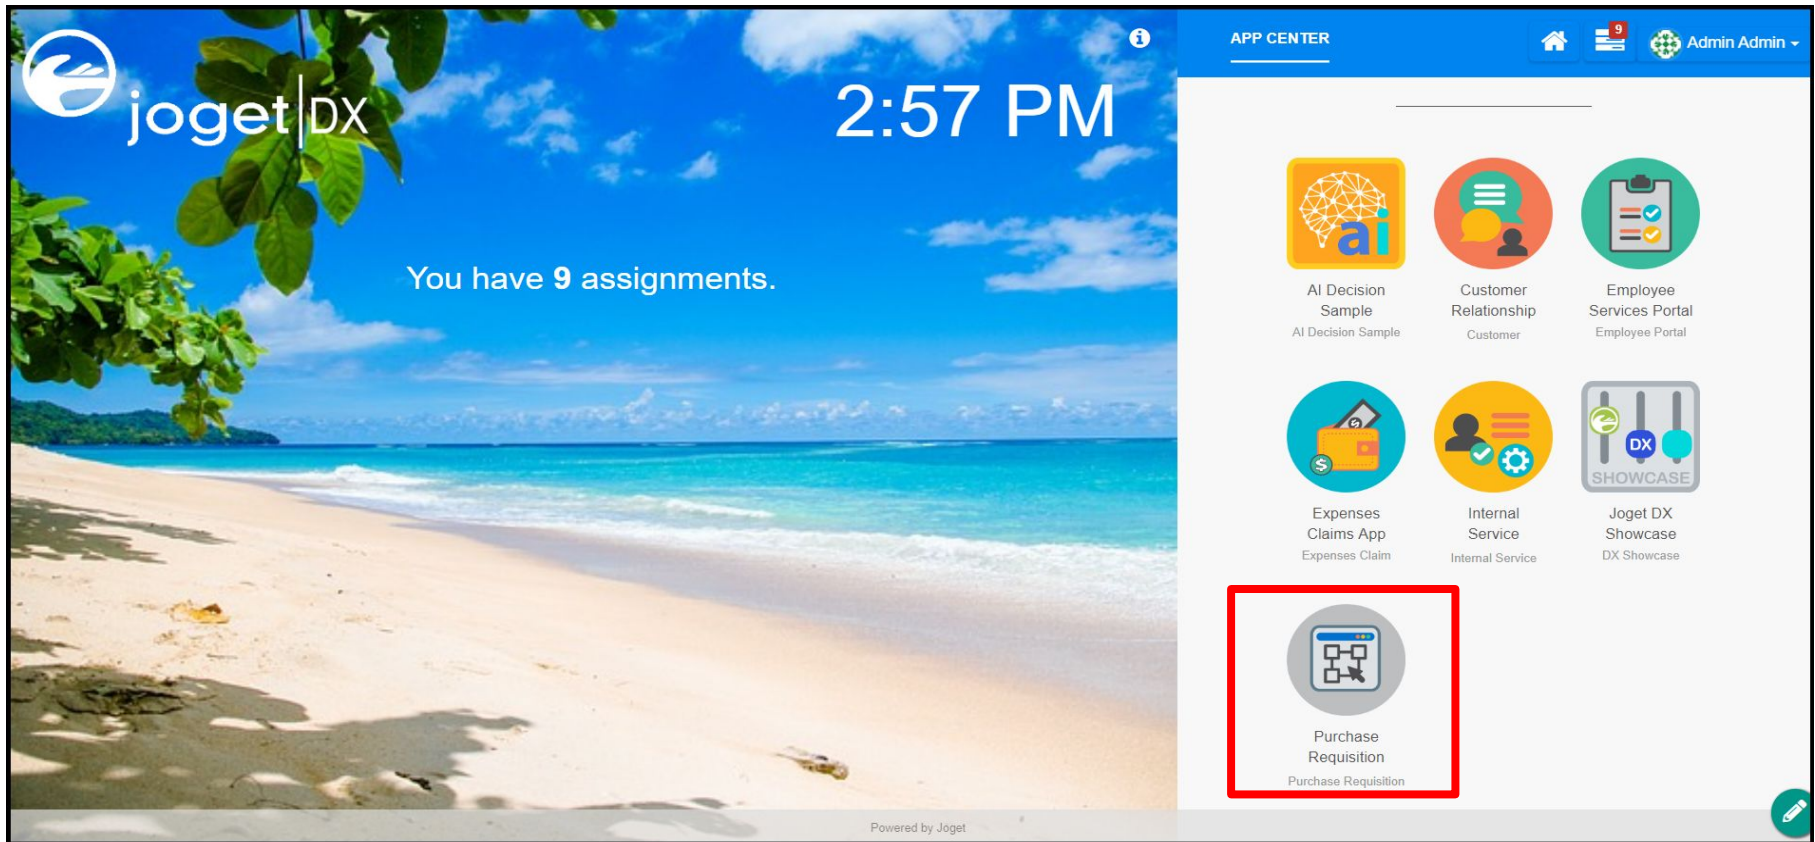 joget DX
2:57 PM
You have 9 assignments.
APP CENTER
9
Admin Admin
ai
AI Decision
Sample
AI Decision Sample
Customer
Relationship
Customer
Employee
Services Portal
Employee Portal
$
$
Expenses
Claims App
Expenses Claim
Internal
Service
Internal Service
DX
SHOWCASE
Joget DX
Showcase
DX Showcase
Purchase
Requisition
Purchase Requisition
Powered by Joget